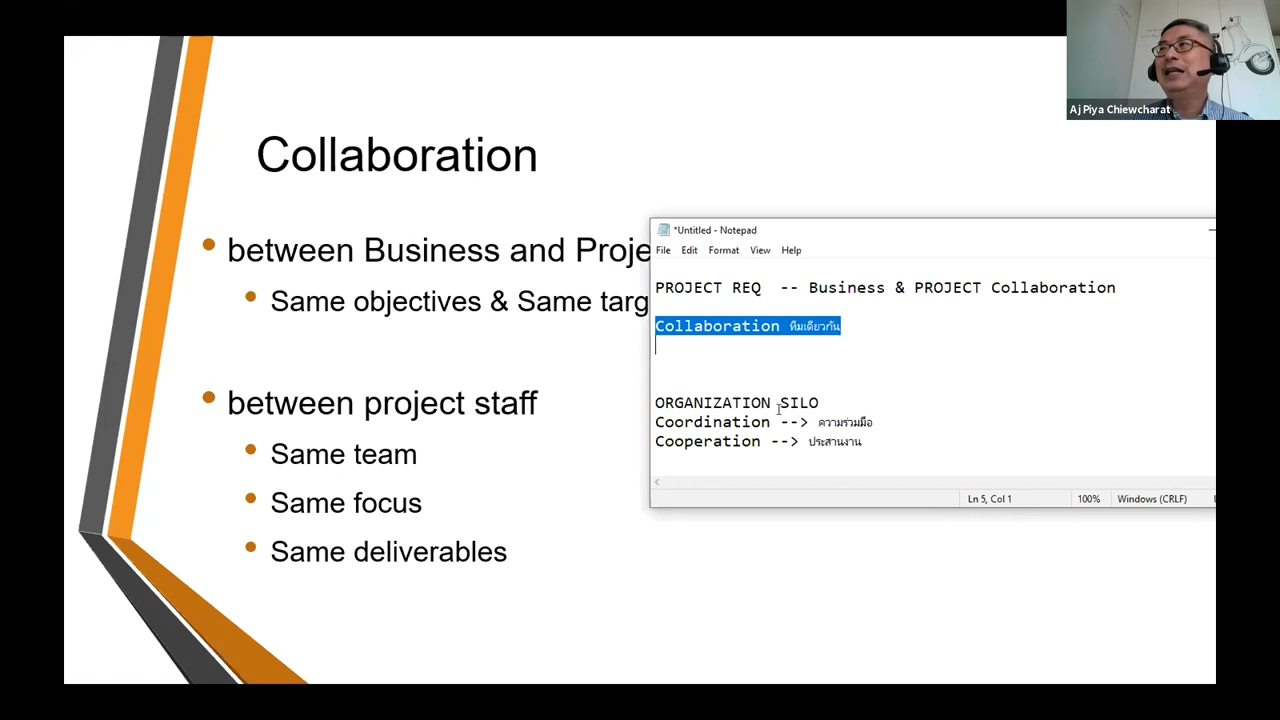 Aj Piya Chiewcharat
Collaboration
between Business and Proje
Same objectives & Same targ
between project staff
Same team
Same focus
Same deliverables
*Untitled - Notepad
File Edit Format View Help
PROJECT REQ -- Business & PROJECT Collaboration
Collaboration ทีมเดียวกัน
ORGANIZATION SILO
Coordination --> ความร่วมมือ
Cooperation --> ประสานงาน
Ln 5, Col 1 100% Windows (CRLF)